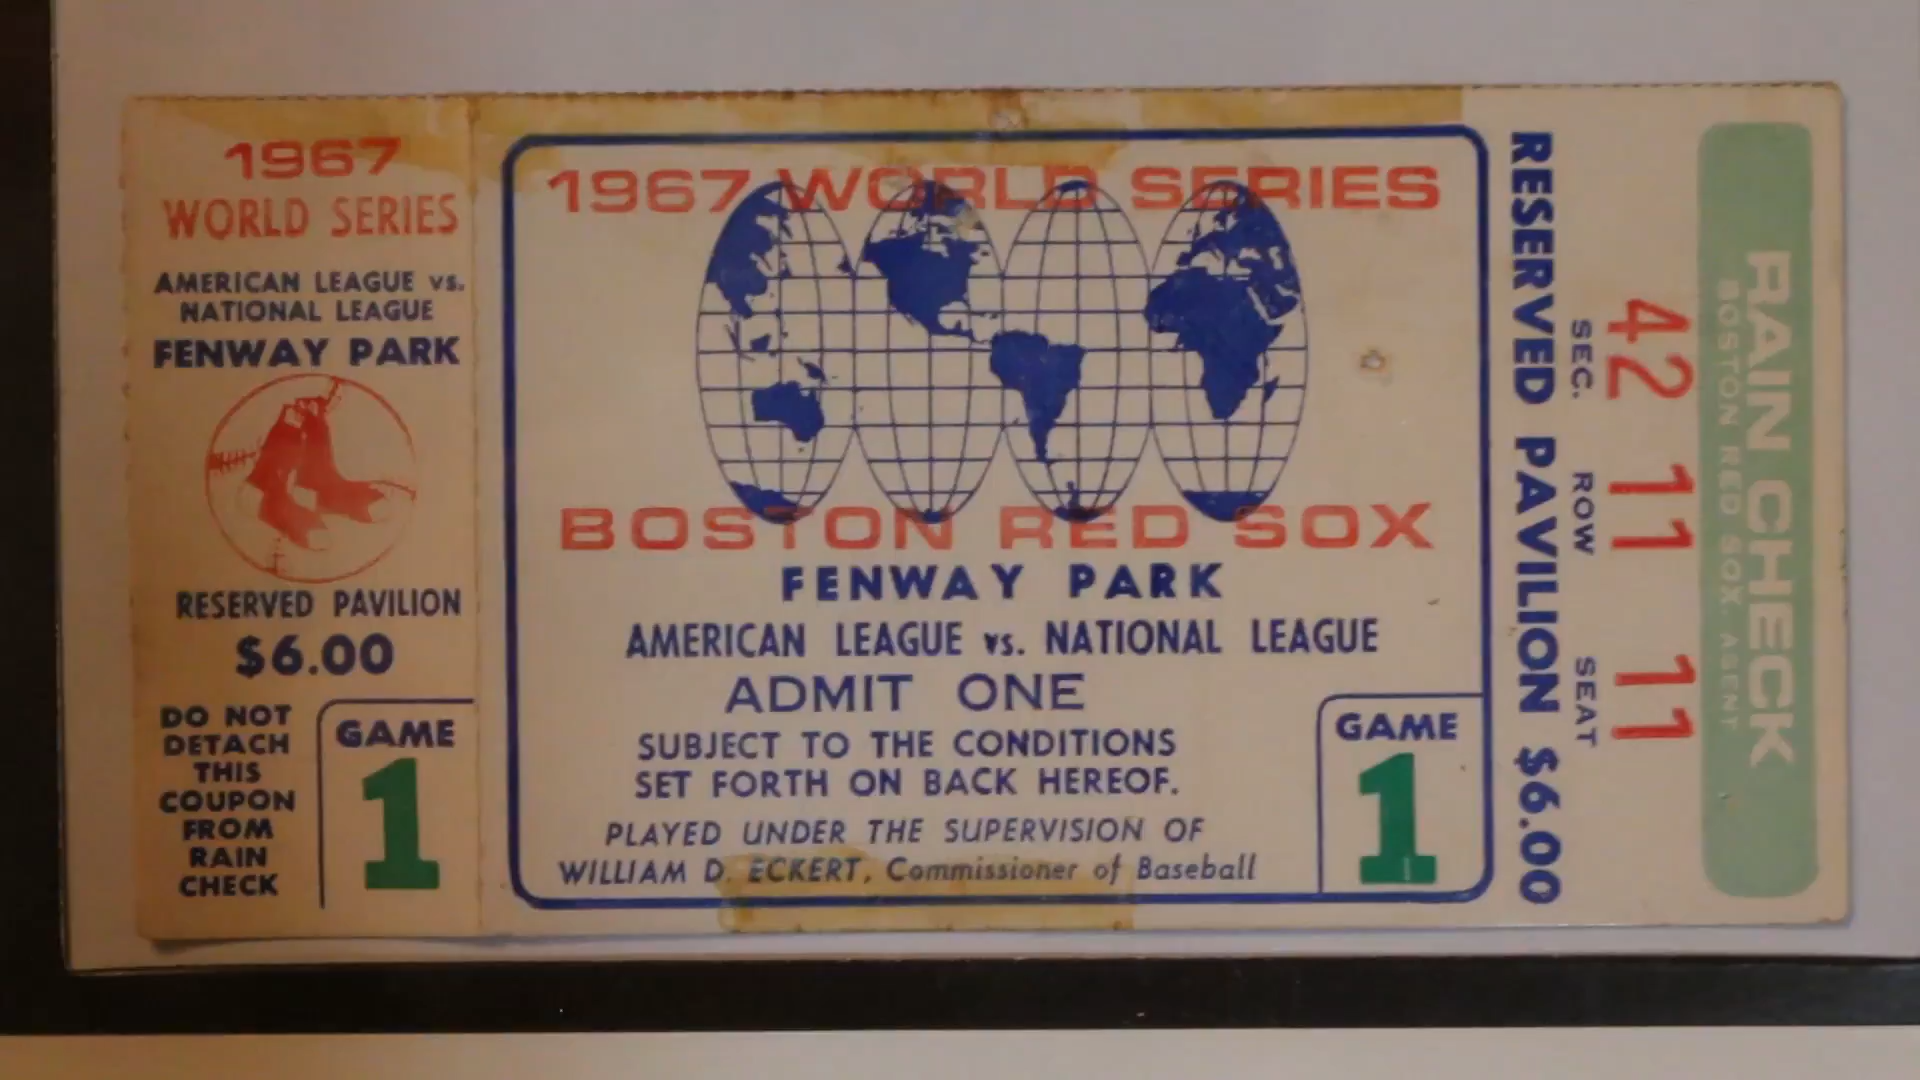 1967
WORLD SERIES
AMERICAN LEAGUE vs.
NATIONAL LEAGUE
FENWAY PARK
RESERVED PAVILION
$6.00
DO NOT
DETACH
THIS
COUPON
FROM
RAIN
CHECK
GAME
1
1967 WORLD SERIES
BOSTON RED SOX
FENWAY PARK
AMERICAN LEAGUE vs. NATIONAL LEAGUE
ADMIT ONE
SUBJECT TO THE CONDITIONS
SET FORTH ON BACK HEREOF.
PLAYED UNDER THE SUPERVISION OF
WILLIAM D. ECKERT, Commissioner of Baseball
GAME
1
RESERVED PAVILION $6.00
SEC. ROW SEAT
42 11 11
BOSTON RED SOX, AGENT
RAIN CHECK